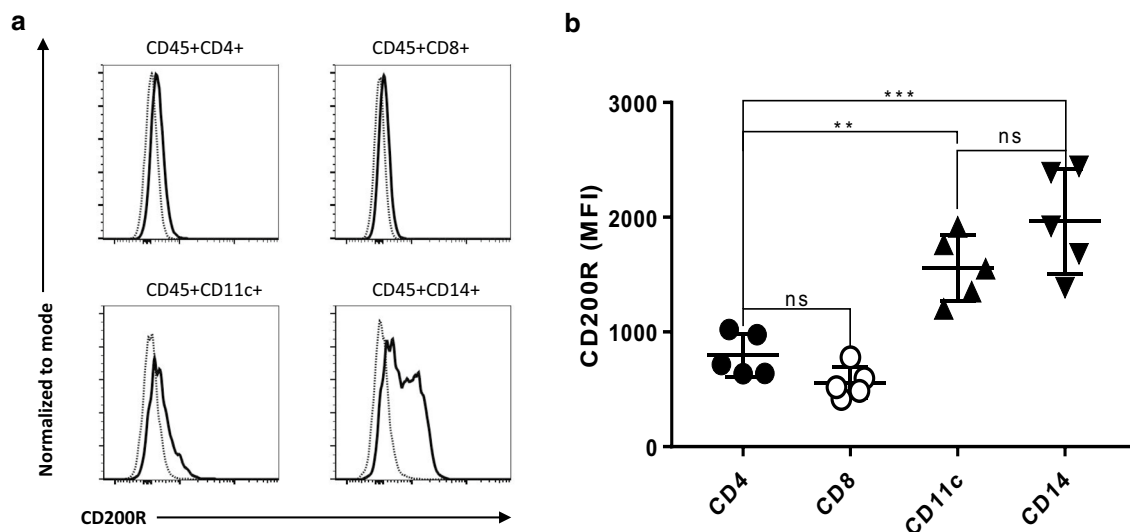 a
CD45+CD4+
CD45+CD8+
CD45+CD11c+
CD45+CD14+
Normalized to mode
CD200R
b
CD200R (MFI)
3000
2000
1000
0
***
**
ns
ns
CD4
CD8
CD11c
CD14